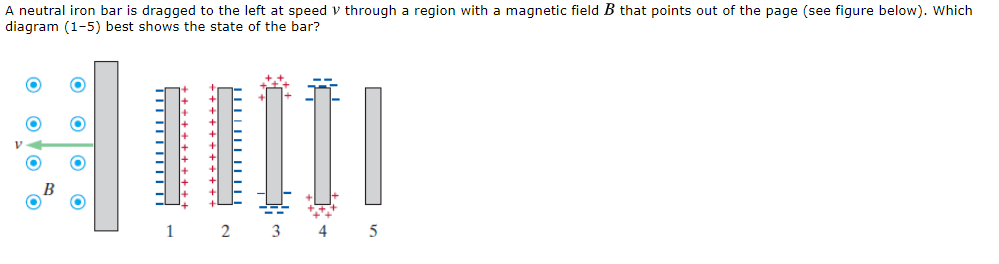 A neutral iron bar is dragged to the left at speed v through a region with a magnetic field B that points out of the page (see figure below). Which
diagram (1-5) best shows the state of the bar?
v
B
1 2 3 4 5